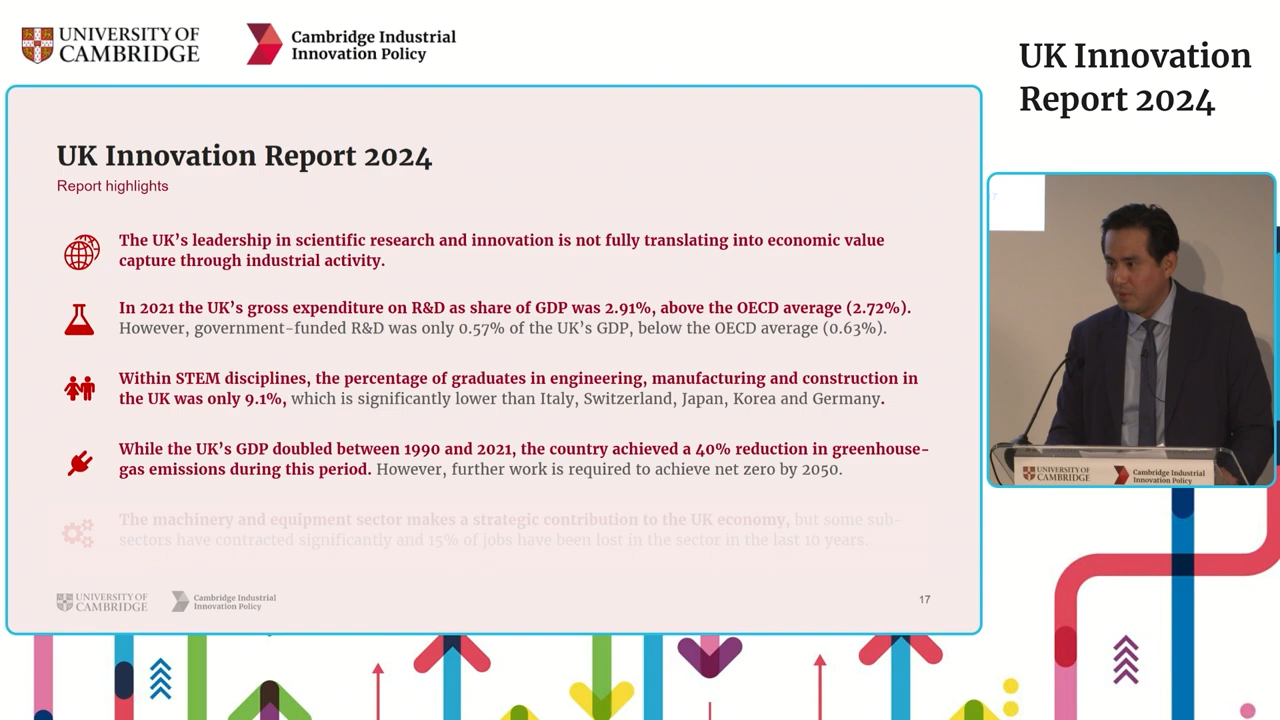 UNIVERSITY OF
CAMBRIDGE
Cambridge Industrial
Innovation Policy
UK Innovation
Report 2024
UK Innovation Report 2024
Report highlights
The UK’s leadership in scientific research and innovation is not fully translating into economic value
capture through industrial activity.
In 2021 the UK’s gross expenditure on R&D as share of GDP was 2.91%, above the OECD average (2.72%).
However, government-funded R&D was only 0.57% of the UK’s GDP, below the OECD average (0.63%).
Within STEM disciplines, the percentage of graduates in engineering, manufacturing and construction in
the UK was only 9.1%, which is significantly lower than Italy, Switzerland, Japan, Korea and Germany.
While the UK’s GDP doubled between 1990 and 2021, the country achieved a 40% reduction in greenhouse-
gas emissions during this period. However, further work is required to achieve net zero by 2050.
The machinery and equipment sector makes a strategic contribution to the UK economy, but some sub-
sectors have contracted significantly and 15% of jobs have been lost in the sector in the last 10 years.
UNIVERSITY OF
CAMBRIDGE
Cambridge Industrial
Innovation Policy
17
7
UNIVERSITY OF
CAMBRIDGE
Cambridge Industrial
Innovation Policy